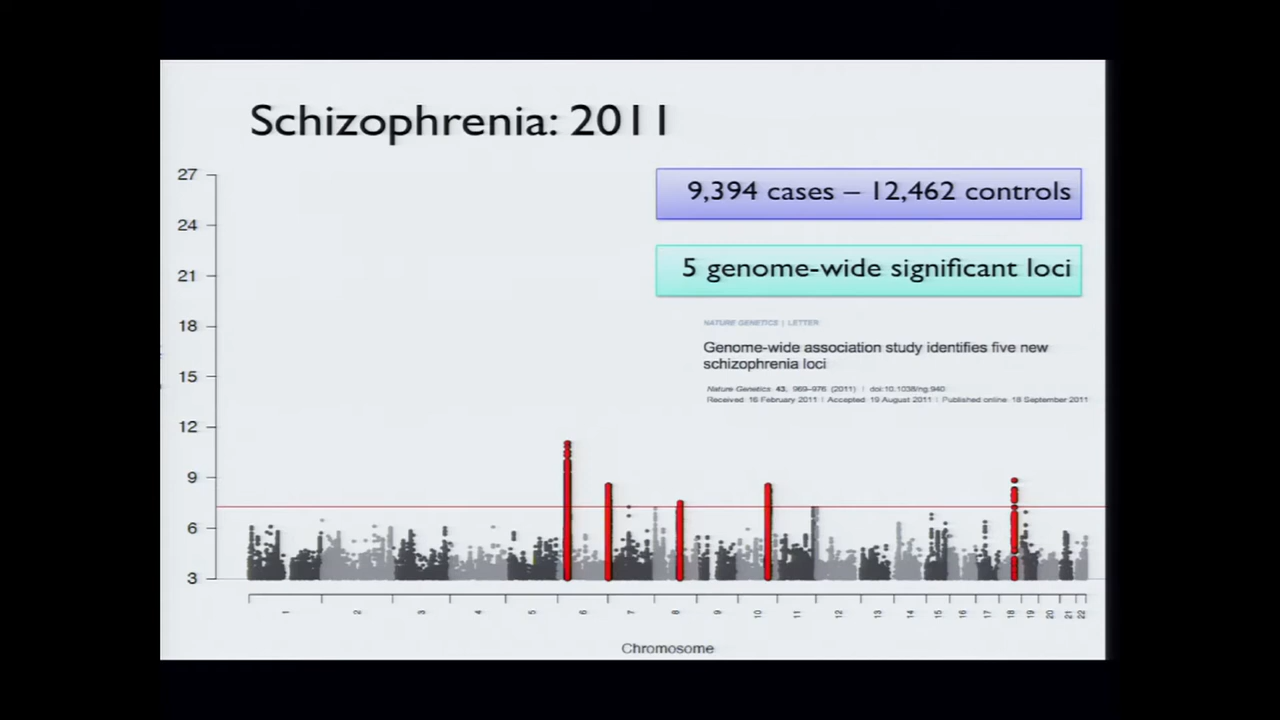 Schizophrenia: 2011
27
9,394 cases – 12,462 controls
24
5 genome-wide significant loci
21
18
NATURE GENETICS | LETTER
Genome-wide association study identifies five new
schizophrenia loci
15
Nature Genetics 43, 969–976 (2011) | doi:10.1038/ng.940
Received 16 February 2011 | Accepted 19 August 2011 | Published online 18 September 2011
12
9
6
3
1 2 3 4 5 6 7 8 9 10 11 12 13 14 15 16 17 18 19 20 21 22
Chromosome